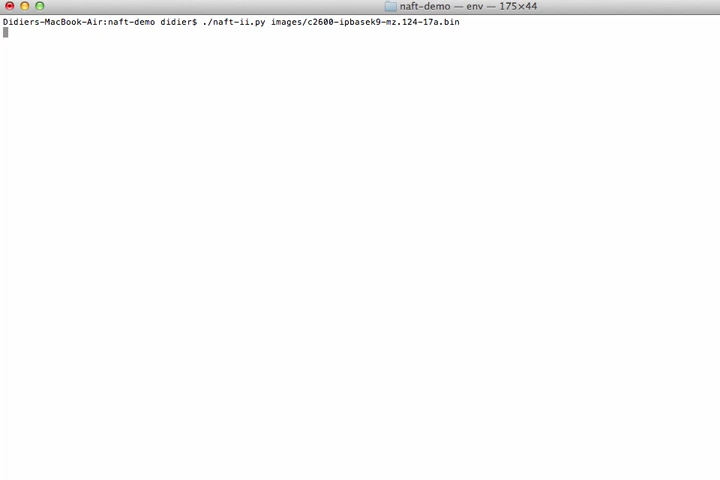 naft-demo — env — 175×44
Didiers-MacBook-Air:naft-demo didier$ ./naft-ii.py images/c2600-ipbasek9-mz.124-17a.bin